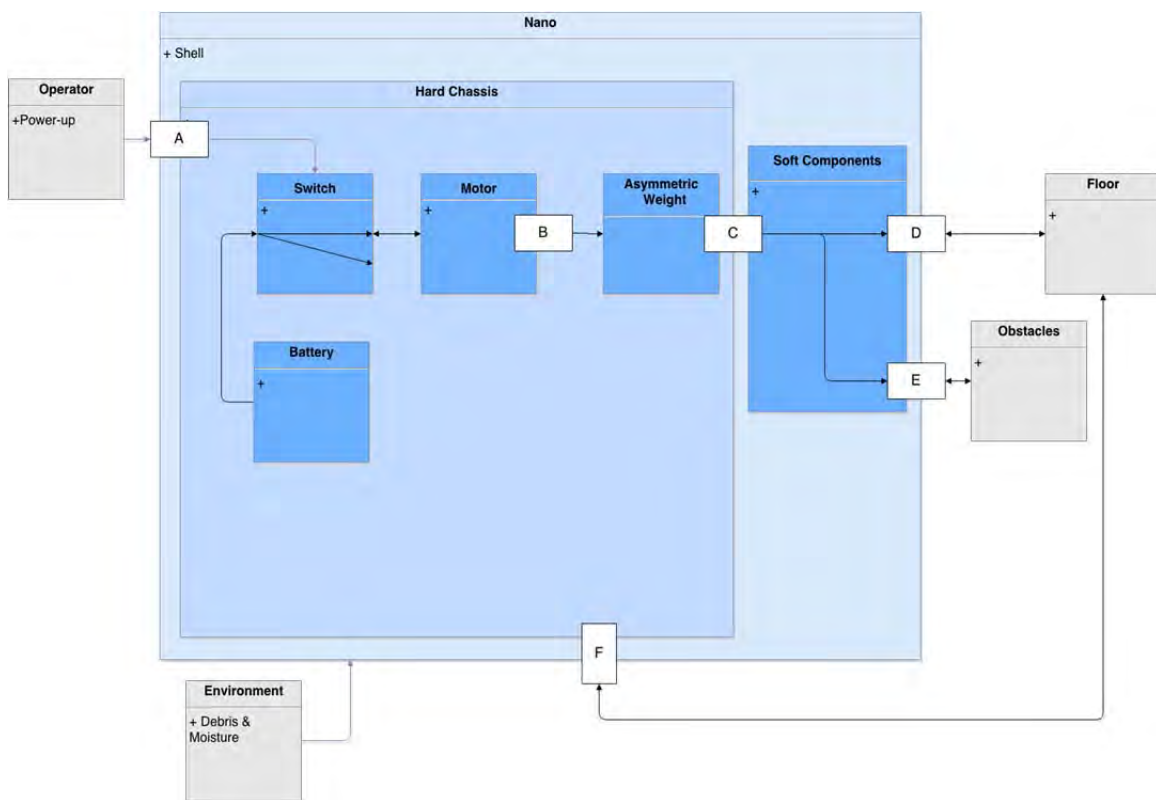 Nano
+ Shell
Operator
+Power-up
Hard Chassis
A
Switch
+
Motor
+
B
Asymmetric
Weight
C
Soft Components
+
D
E
Floor
+
Obstacles
+
Battery
+
F
Environment
+ Debris &
Moisture